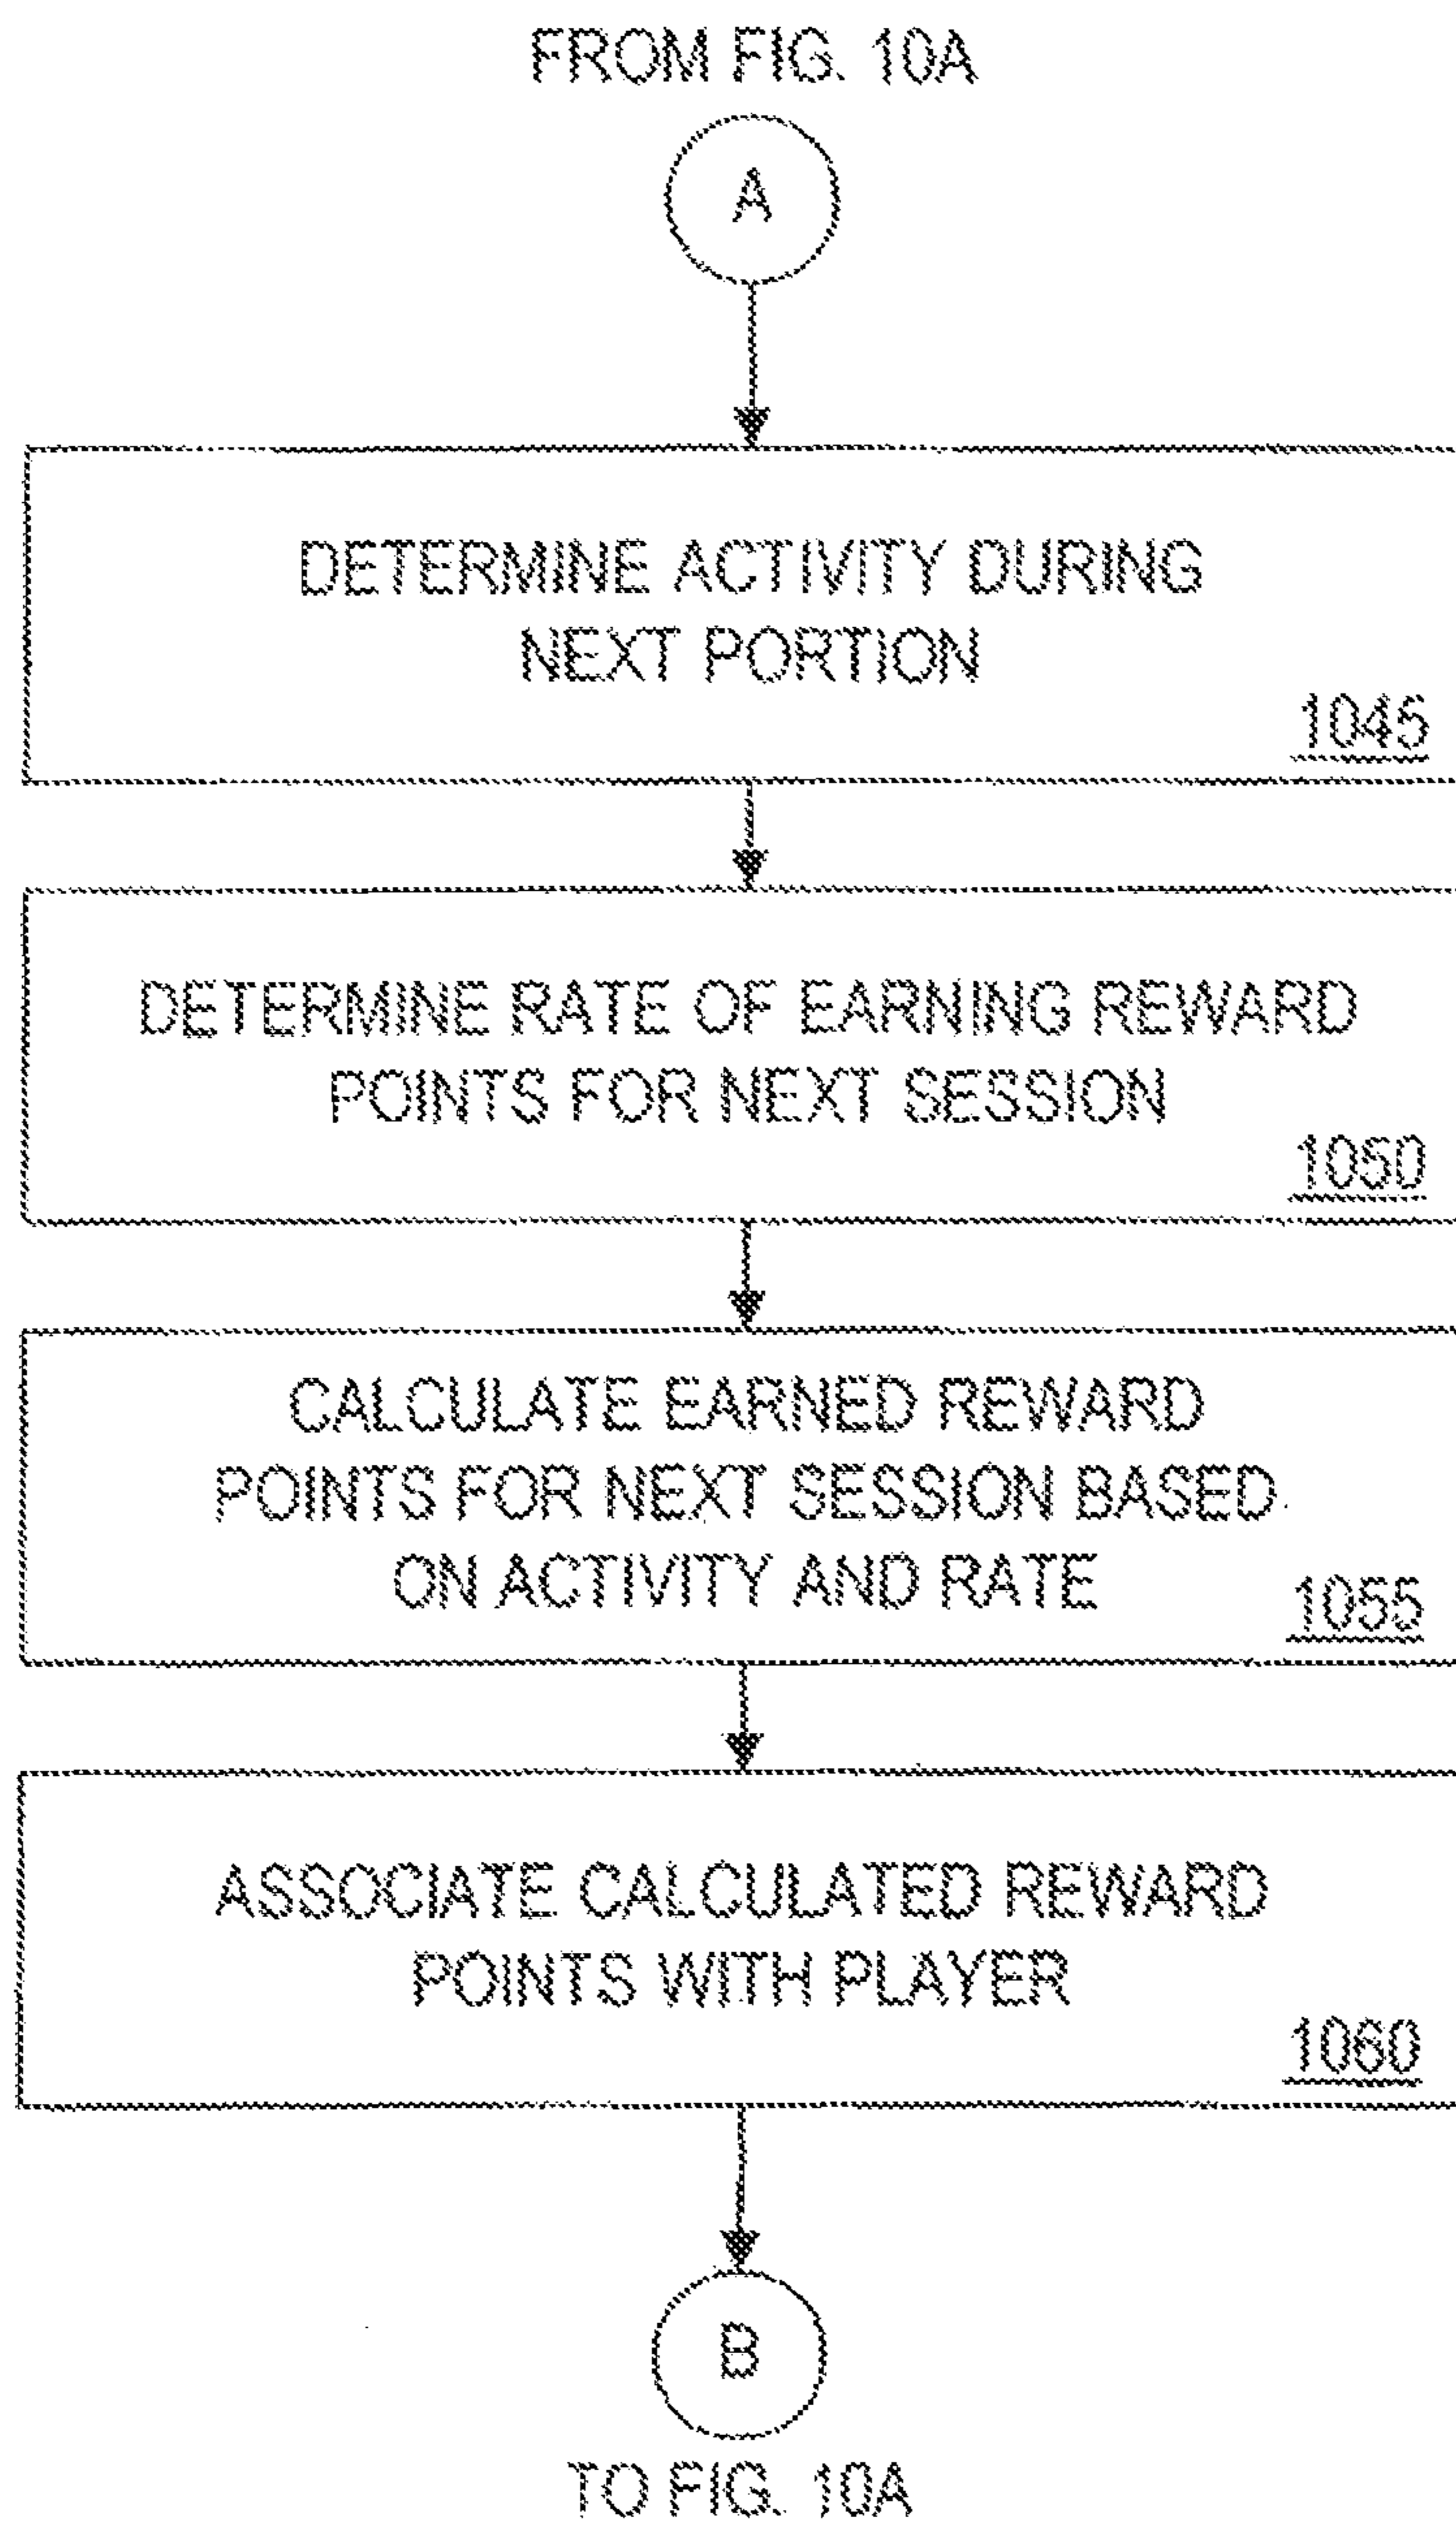 FROM FIG. 10A
A
DETERMINE ACTIVITY DURING
NEXT PORTION
1045
DETERMINE RATE OF EARNING REWARD
POINTS FOR NEXT SESSION
1050
CALCULATE EARNED REWARD
POINTS FOR NEXT SESSION BASED
ON ACTIVITY AND RATE
1055
ASSOCIATE CALCULATED REWARD
POINTS WITH PLAYER
1060
B
TO FIG. 10A